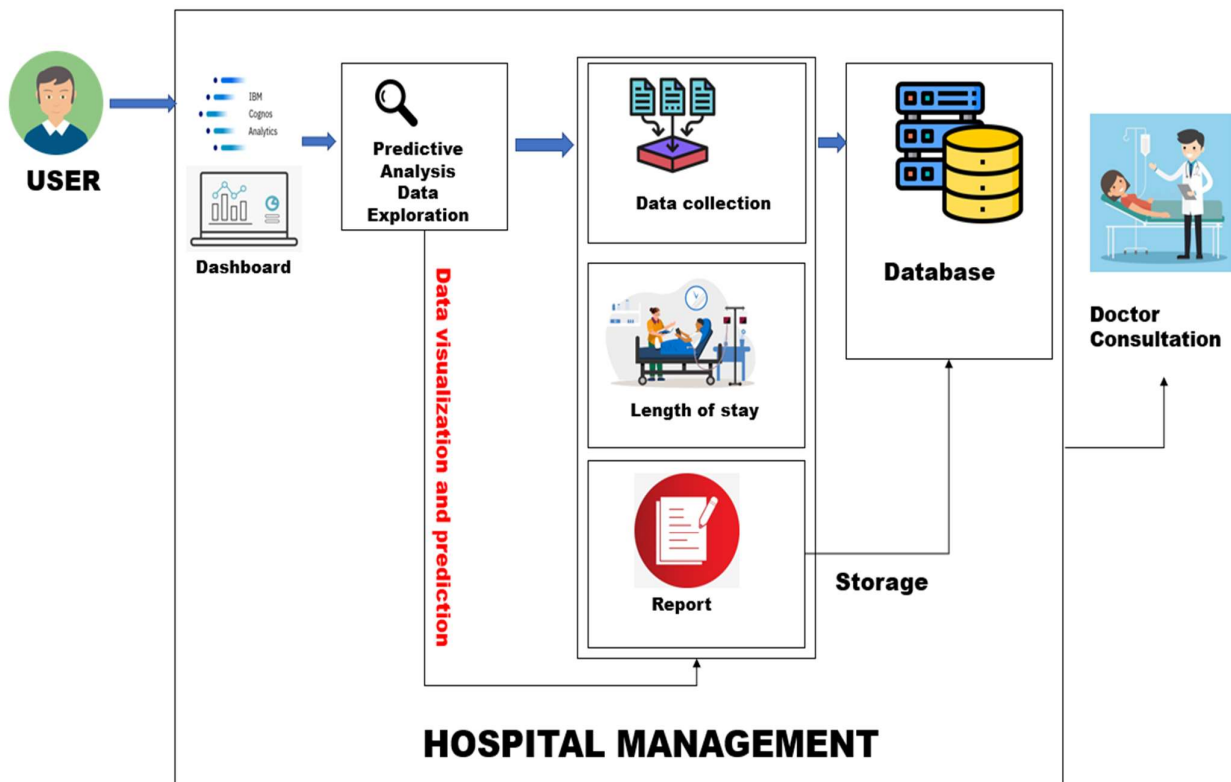 USER
IBM
Cognos
Analytics
Dashboard
Predictive
Analysis
Data
Exploration
Data visualization and prediction
Data collection
Length of stay
Report
Storage
Database
Doctor
Consultation
HOSPITAL MANAGEMENT